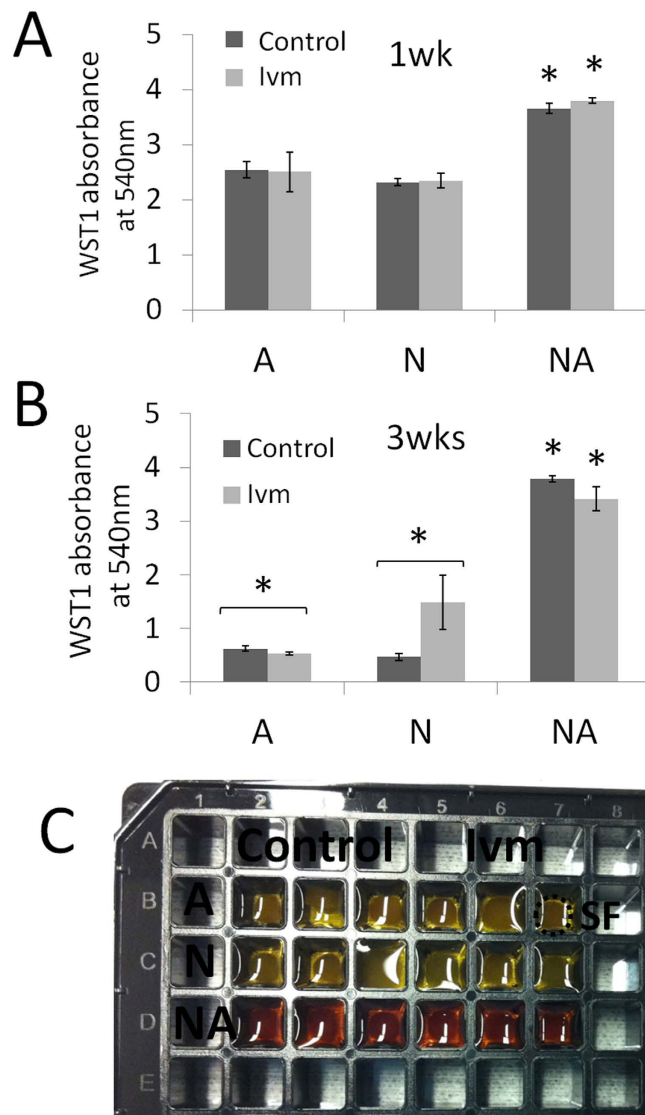 A
WST1 absorbance
at 540nm
5
4
3
2
1
0
Control
Ivm
1wk
* *
A N NA
B
WST1 absorbance
at 540nm
5
4
3
2
1
0
Control
Ivm
3wks
* * * *
A N NA
C
1 2 3 4 5 6 7 8
A Control Ivm
B A SF
C N
D NA
E